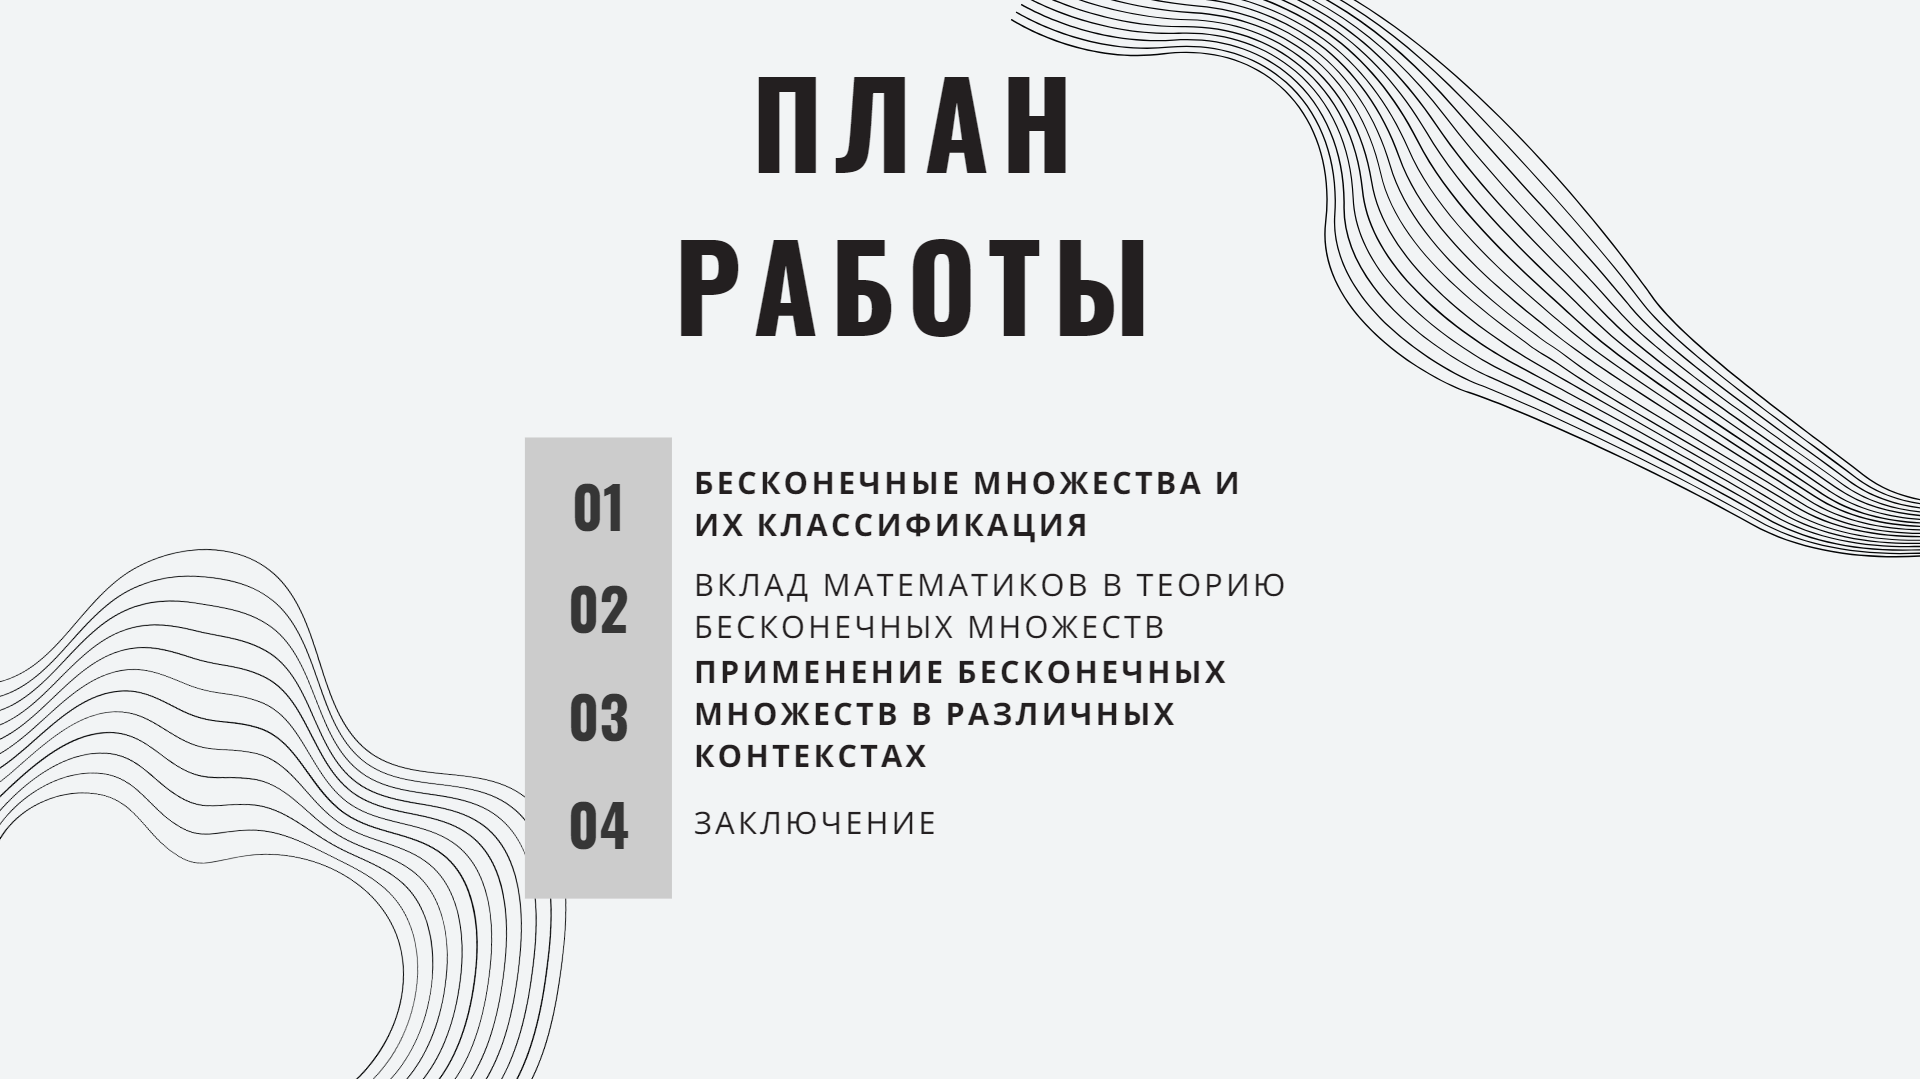 ПЛАН
РАБОТЫ
01
БЕСКОНЕЧНЫЕ МНОЖЕСТВА И
ИХ КЛАССИФИКАЦИЯ
02
ВКЛАД МАТЕМАТИКОВ В ТЕОРИЮ
БЕСКОНЕЧНЫХ МНОЖЕСТВ
03
ПРИМЕНЕНИЕ БЕСКОНЕЧНЫХ
МНОЖЕСТВ В РАЗЛИЧНЫХ
КОНТЕКСТАХ
04
ЗАКЛЮЧЕНИЕ